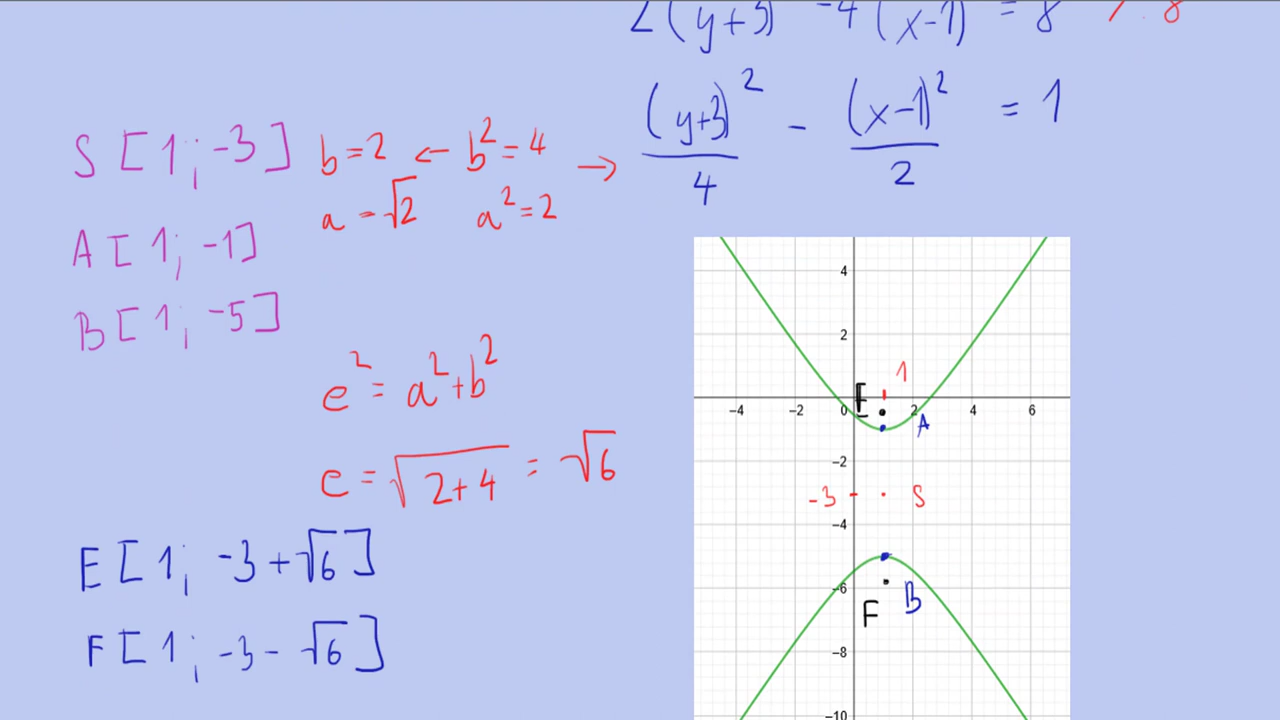 2(y+3) -4(x-1) = 8 / : 8
(y+3)²/4 - (x-1)²/2 = 1
S [1; -3] b=2 ← b²=4 →
a=√2 a²=2
A [1; -1]
B [1; -5]
e² = a²+b²
e = √2+4 = √6
E [1; -3+√6]
F [1; -3-√6]
4
2
1
E
-4 -2 0 2 4 6
A
-2
-3 S
-4
-6 B
F
-8
-10